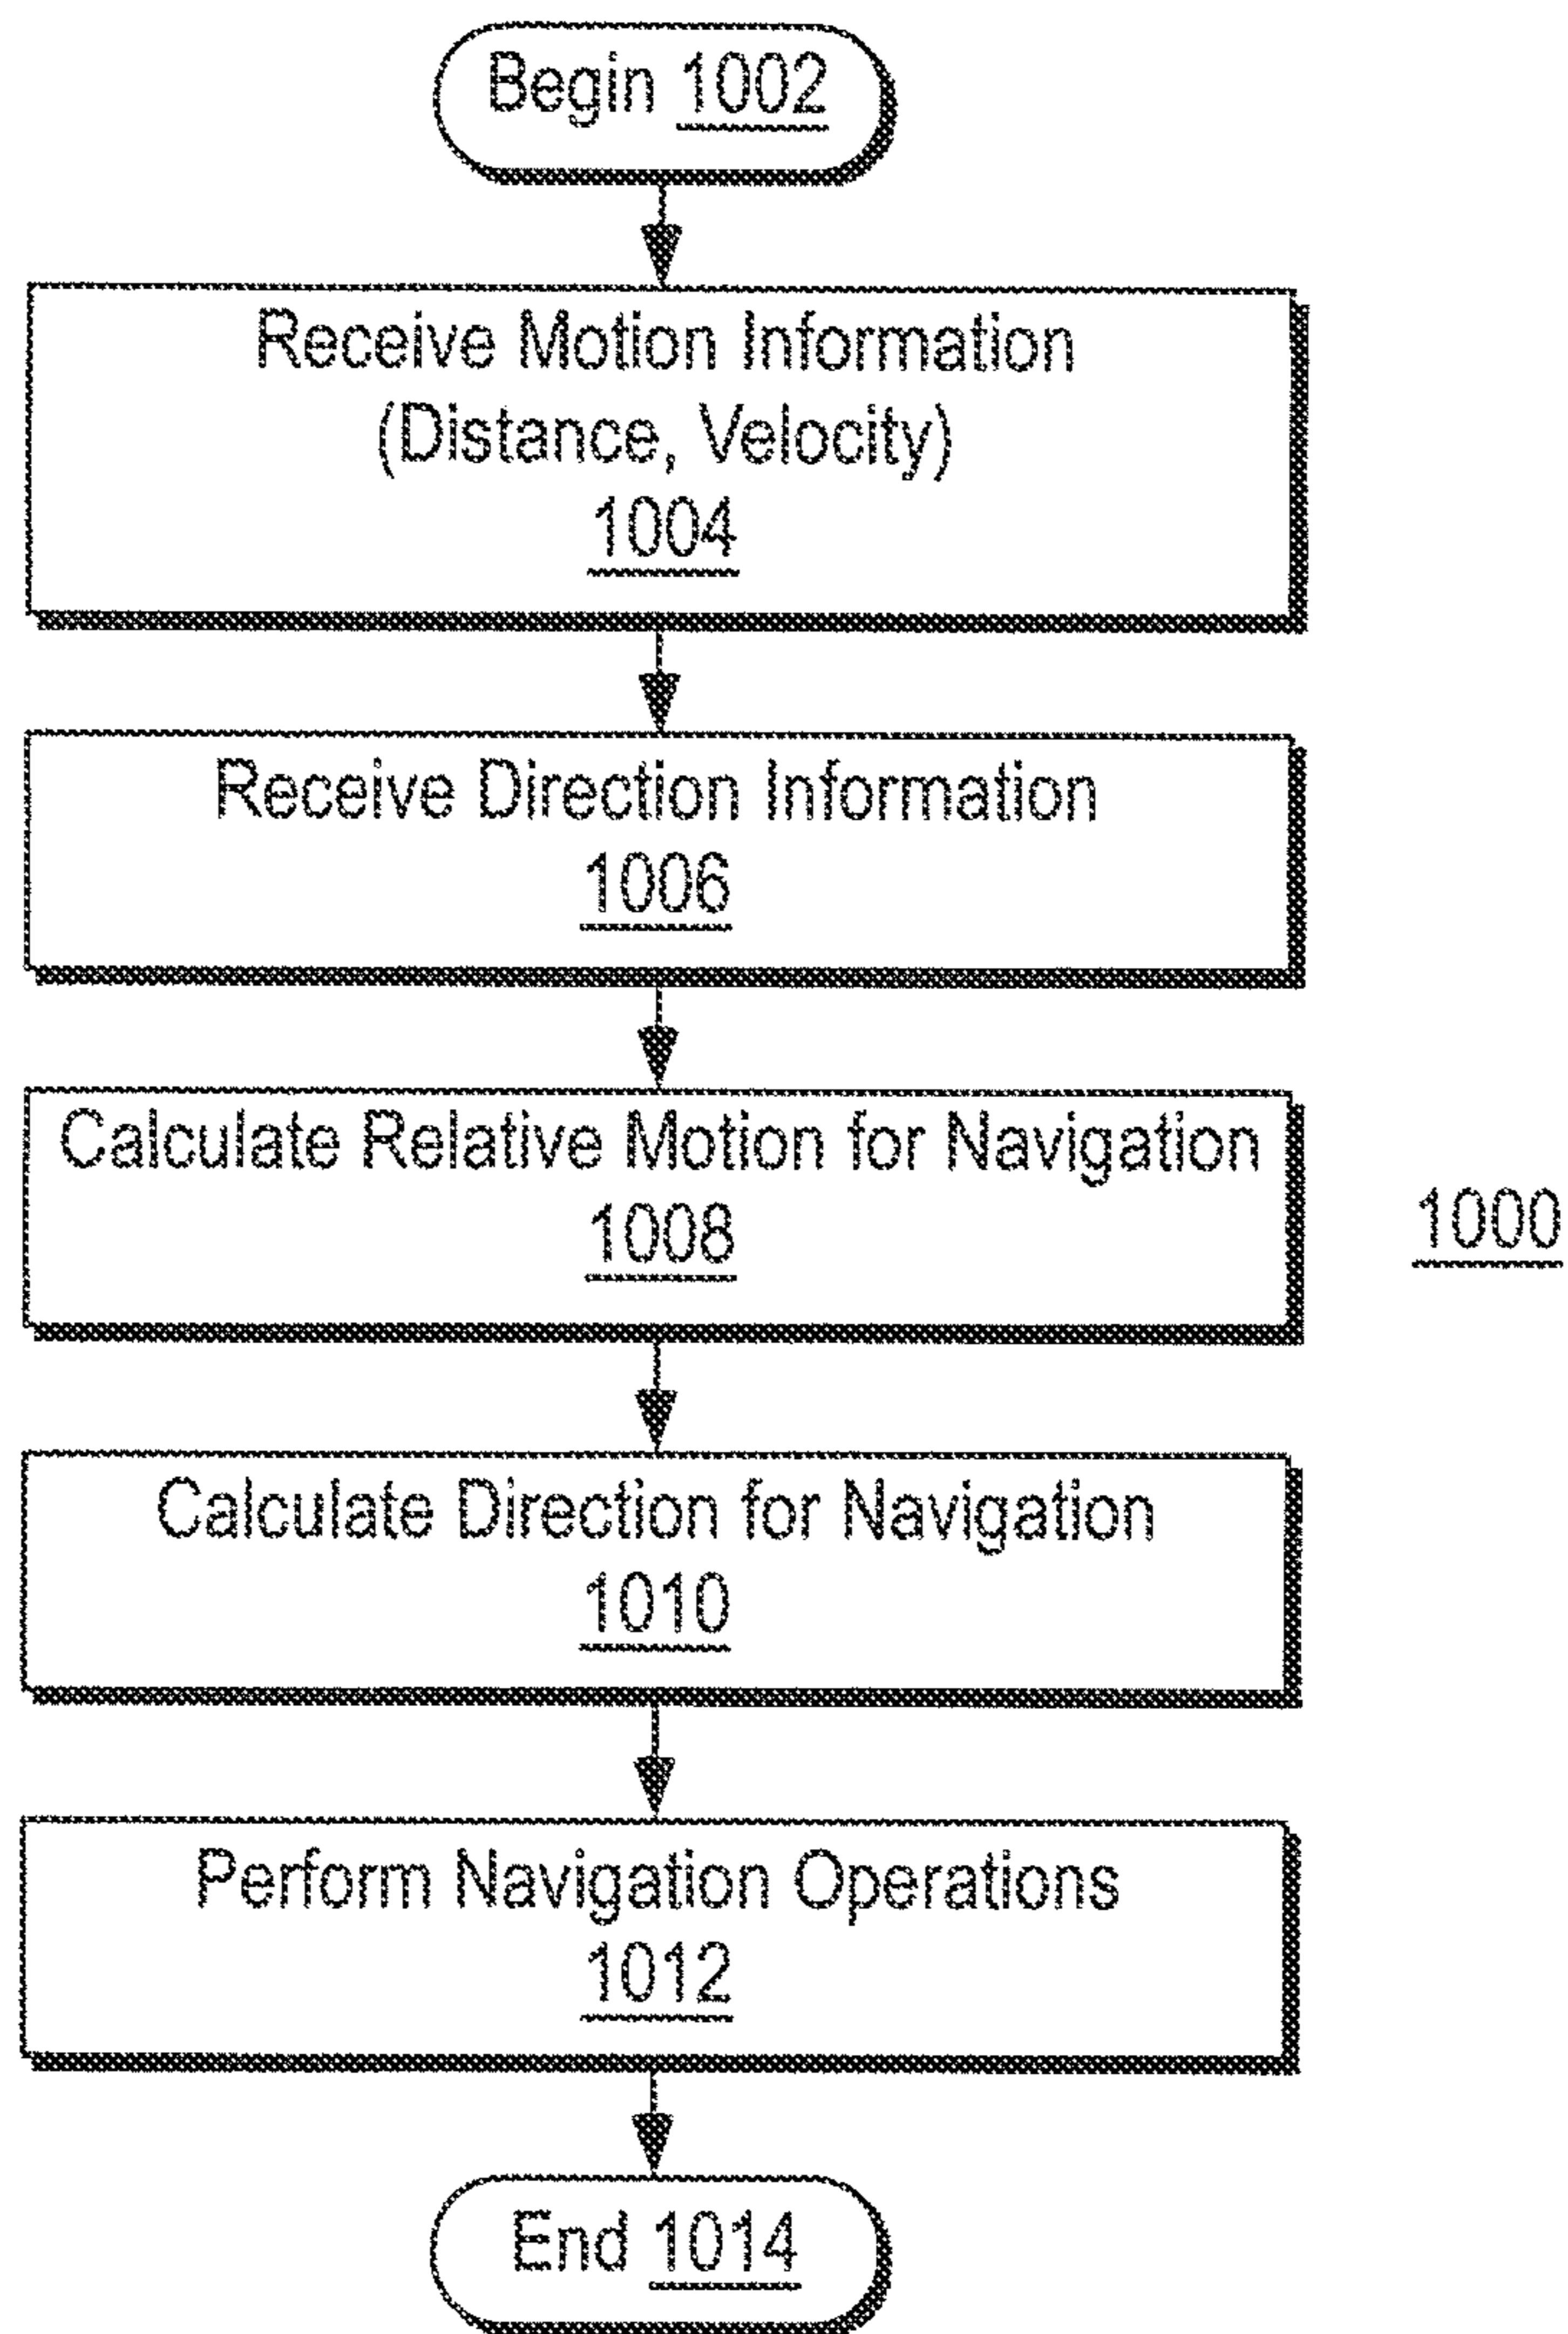 Begin 1002
Receive Motion Information
(Distance, Velocity)
1004
Receive Direction Information
1006
Calculate Relative Motion for Navigation
1008
1000
Calculate Direction for Navigation
1010
Perform Navigation Operations
1012
End 1014